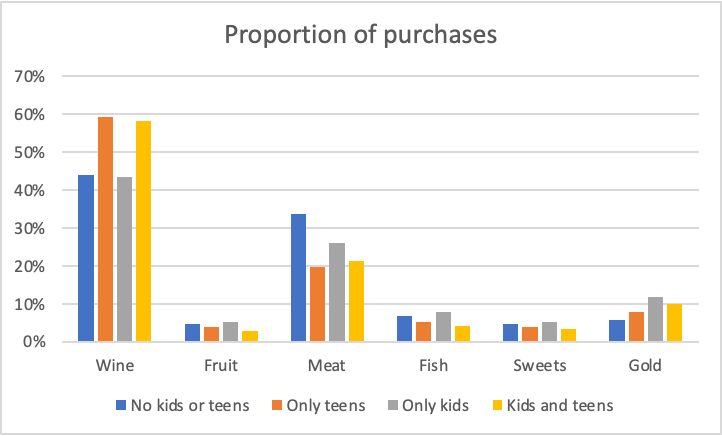 Proportion of purchases
70%
60%
50%
40%
30%
20%
10%
0%
Wine Fruit Meat Fish Sweets Gold
No kids or teens Only teens Only kids Kids and teens